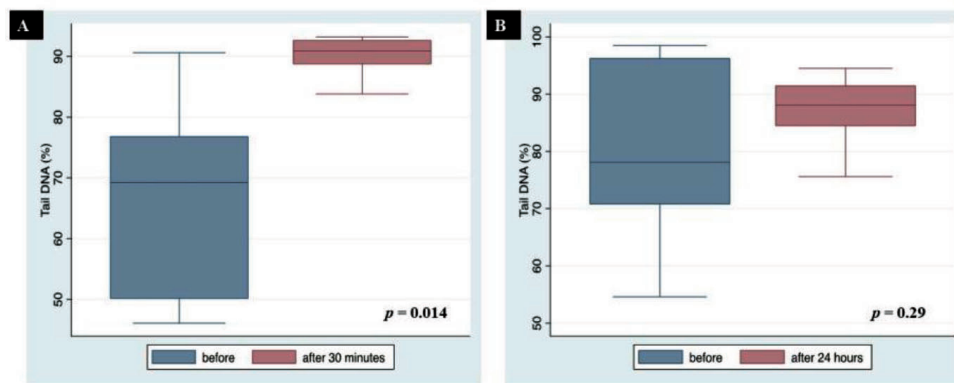 A
Tail DNA (%)
90
80
70
60
50
p = 0.014
before
after 30 minutes
B
Tail DNA (%)
100
90
80
70
60
50
p = 0.29
before
after 24 hours